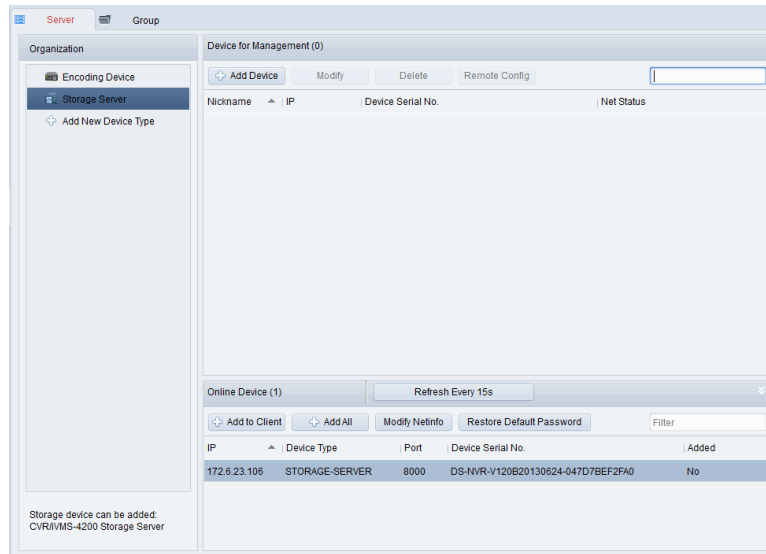 Server Group
Organization
Encoding Device
Storage Server
Add New Device Type
Storage device can be added:
CVR/iVMS-4200 Storage Server
Device for Management (0)
Add Device Modify Delete Remote Config
Nickname IP Device Serial No. Net Status
Online Device (1) Refresh Every 15s
Add to Client Add All Modify Netinfo Restore Default Password Filter
IP Device Type Port Device Serial No. Added
172.6.23.106 STORAGE-SERVER 8000 DS-NVR-V120B20130624-047D7BEF2FA0 No